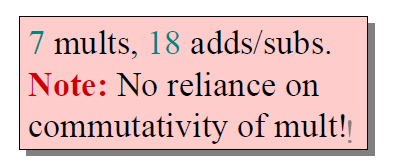 7 mults, 18 adds/subs.
Note: No reliance on
commutativity of mult!